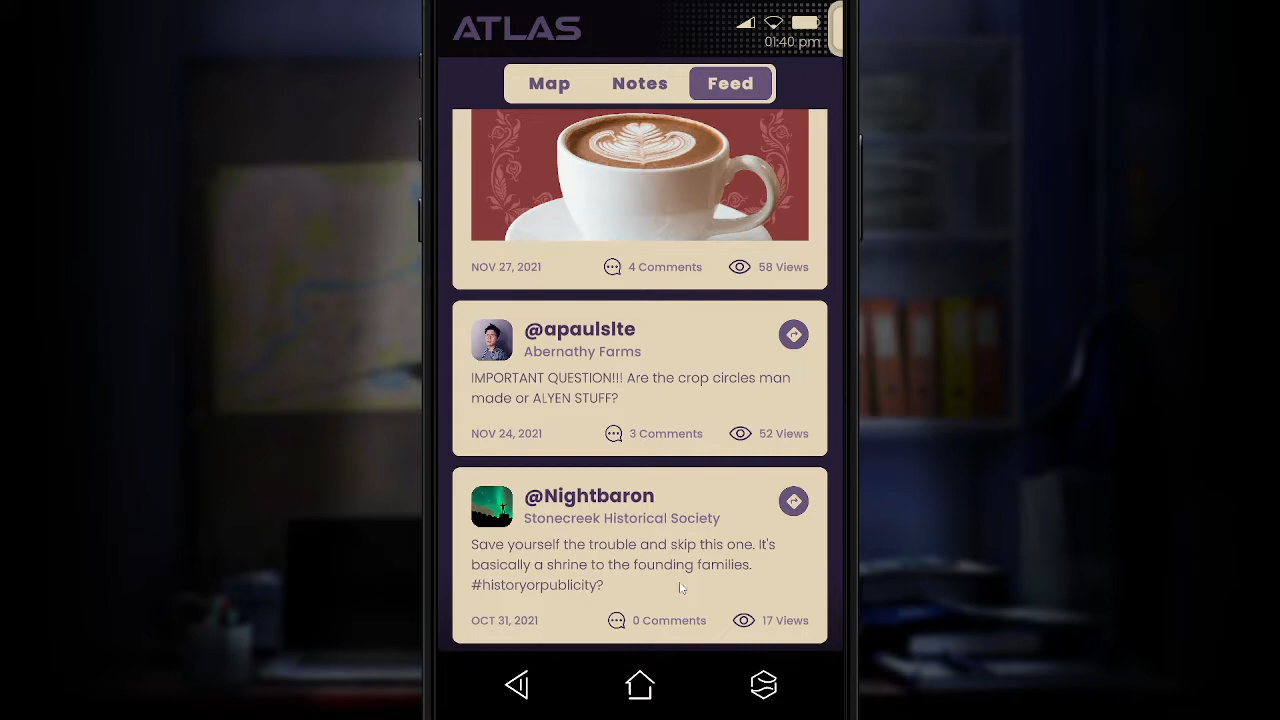 ATLAS
01:40 pm
Map Notes Feed
NOV 27, 2021 4 Comments 58 Views
@apaulslte
Abernathy Farms
IMPORTANT QUESTION!!! Are the crop circles man
made or ALYEN STUFF?
NOV 24, 2021 3 Comments 52 Views
@Nightbaron
Stonecreek Historical Society
Save yourself the trouble and skip this one. It's
basically a shrine to the founding families.
#historyorpublicity?
OCT 31, 2021 0 Comments 17 Views